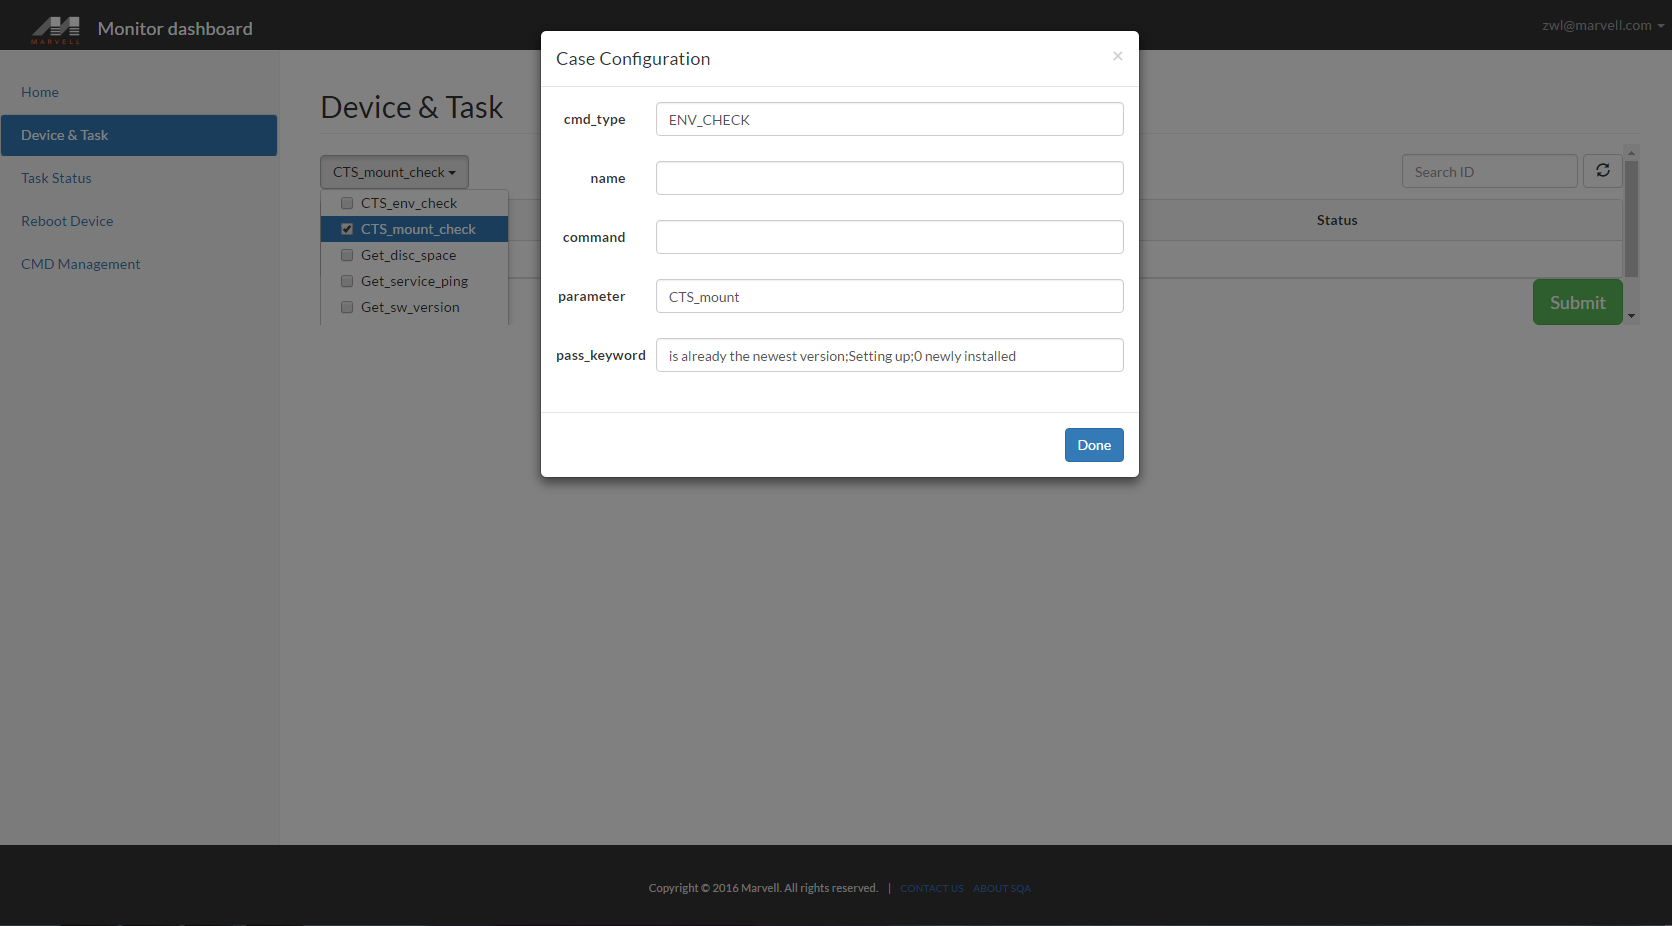 MARVELL
Monitor dashboard
zwl@marvell.com
Home
Device & Task
Task Status
Reboot Device
CMD Management
Device & Task
CTS_mount_check
CTS_env_check
CTS_mount_check
Get_disc_space
Get_service_ping
Get_sw_version
Search ID
Status
Submit
Case Configuration
×
cmd_type ENV_CHECK
name
command
parameter CTS_mount
pass_keyword is already the newest version;Setting up;0 newly installed
Done
Copyright © 2016 Marvell. All rights reserved. | CONTACT US ABOUT SQA